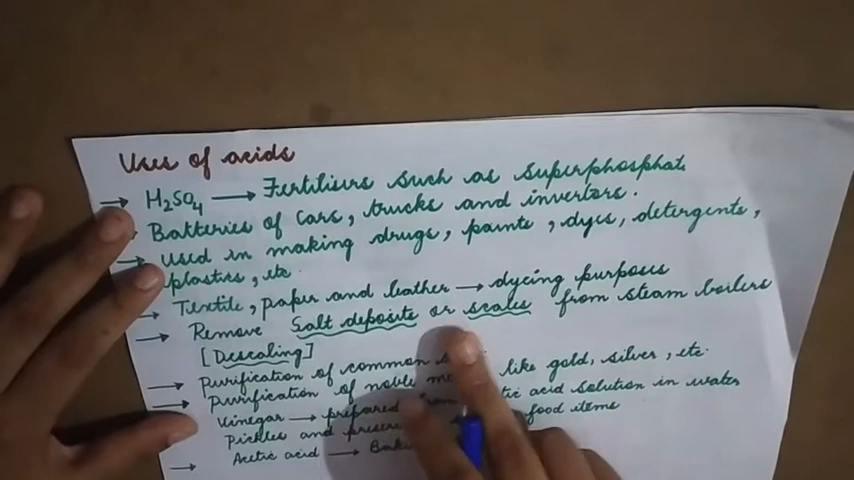 Uses of acids
→ H₂SO₄ → Fertilisers such as superphosphate
Batteries of cars, trucks and invertors.
→ Used in making drugs, paints, dyes, detergents,
plastics, etc.
→ Textile, paper and leather → dyeing purposes
→ Remove Salt deposits or scales from steam boilers
[Descaling]
→ Purification of common like gold, silver, etc.
→ Purification of noble acid solution in water
Vinegar → prepared food items
Pickles and
→ Acetic acid →